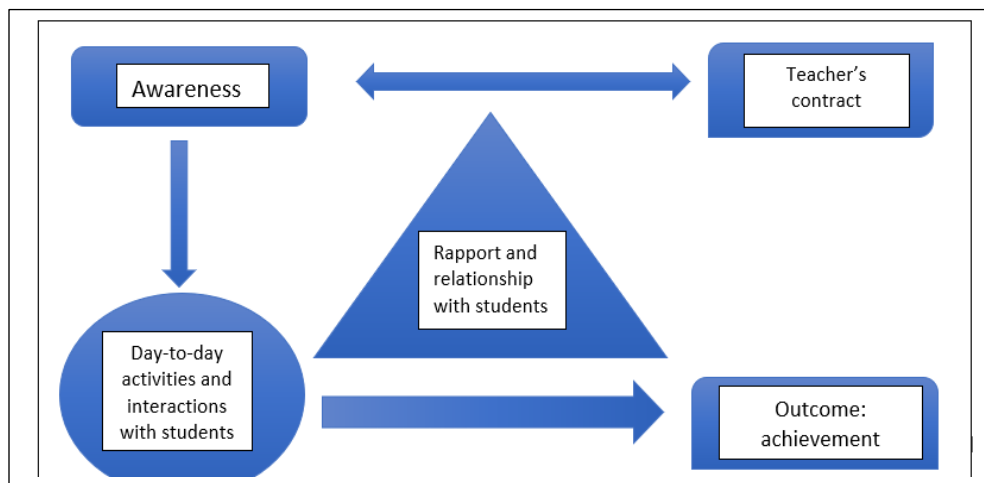 Awareness
Teacher’s
contract
Rapport and
relationship
with students
Day-to-day
activities and
interactions
with students
Outcome:
achievement